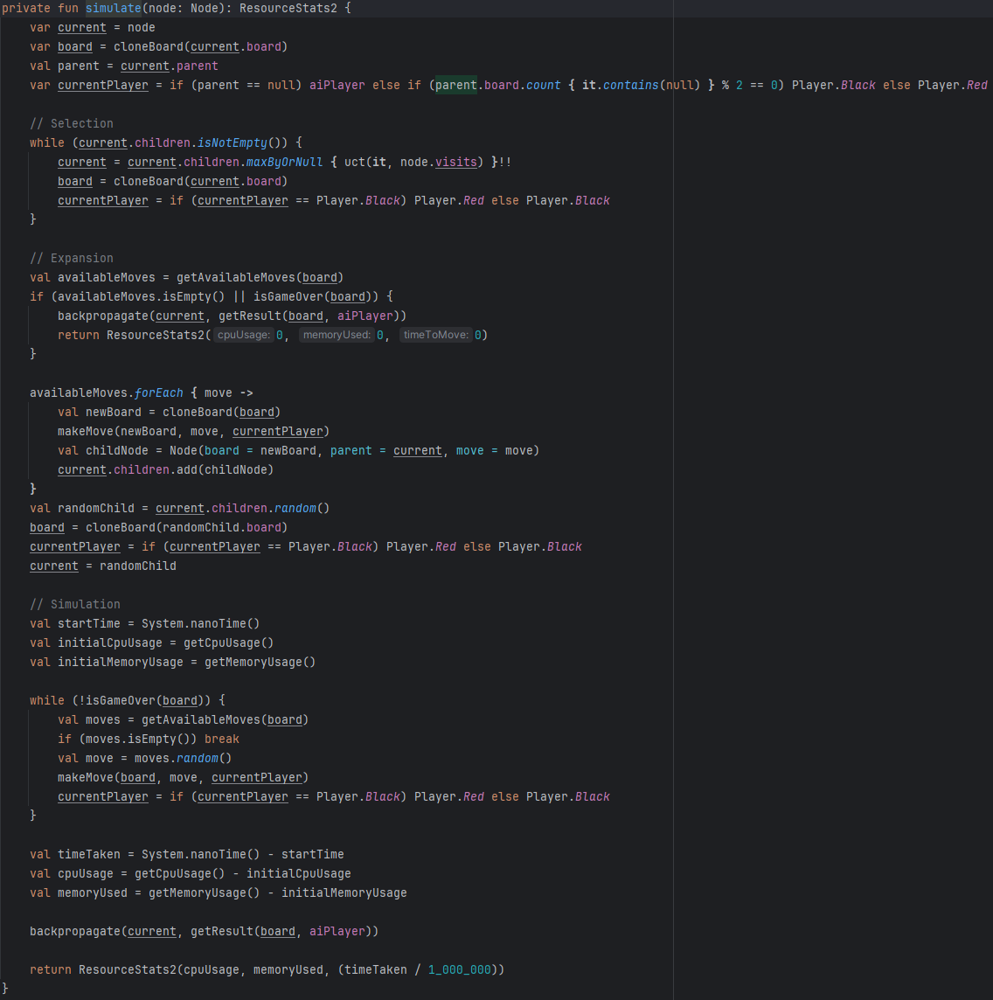 private fun simulate(node: Node): ResourceStats2 {
    var current = node
    var board = cloneBoard(current.board)
    val parent = current.parent
    var currentPlayer = if (parent == null) aiPlayer else if (parent.board.count { it.contains(null) } % 2 == 0) Player.Black else Player.Red

    // Selection
    while (current.children.isNotEmpty()) {
        current = current.children.maxByOrNull { uct(it, node.visits) }!!
        board = cloneBoard(current.board)
        currentPlayer = if (currentPlayer == Player.Black) Player.Red else Player.Black
    }

    // Expansion
    val availableMoves = getAvailableMoves(board)
    if (availableMoves.isEmpty() || isGameOver(board)) {
        backpropagate(current, getResult(board, aiPlayer))
        return ResourceStats2( cpuUsage: 0, memoryUsed: 0, timeToMove: 0)
    }

    availableMoves.forEach { move ->
        val newBoard = cloneBoard(board)
        makeMove(newBoard, move, currentPlayer)
        val childNode = Node(board = newBoard, parent = current, move = move)
        current.children.add(childNode)
    }
    val randomChild = current.children.random()
    board = cloneBoard(randomChild.board)
    currentPlayer = if (currentPlayer == Player.Black) Player.Red else Player.Black
    current = randomChild

    // Simulation
    val startTime = System.nanoTime()
    val initialCpuUsage = getCpuUsage()
    val initialMemoryUsage = getMemoryUsage()

    while (!isGameOver(board)) {
        val moves = getAvailableMoves(board)
        if (moves.isEmpty()) break
        val move = moves.random()
        makeMove(board, move, currentPlayer)
        currentPlayer = if (currentPlayer == Player.Black) Player.Red else Player.Black
    }

    val timeTaken = System.nanoTime() - startTime
    val cpuUsage = getCpuUsage() - initialCpuUsage
    val memoryUsed = getMemoryUsage() - initialMemoryUsage

    backpropagate(current, getResult(board, aiPlayer))

    return ResourceStats2(cpuUsage, memoryUsed, (timeTaken / 1_000_000))
}